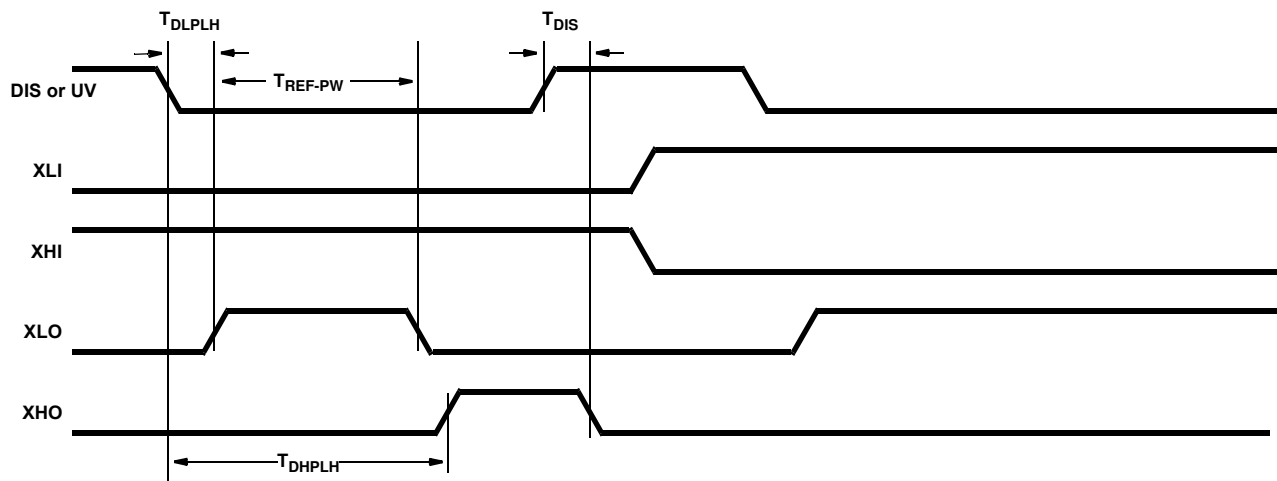 TDLPLH
TDIS
TREF-PW
DIS or UV
XLI
XHI
XLO
XHO
TDHPLH